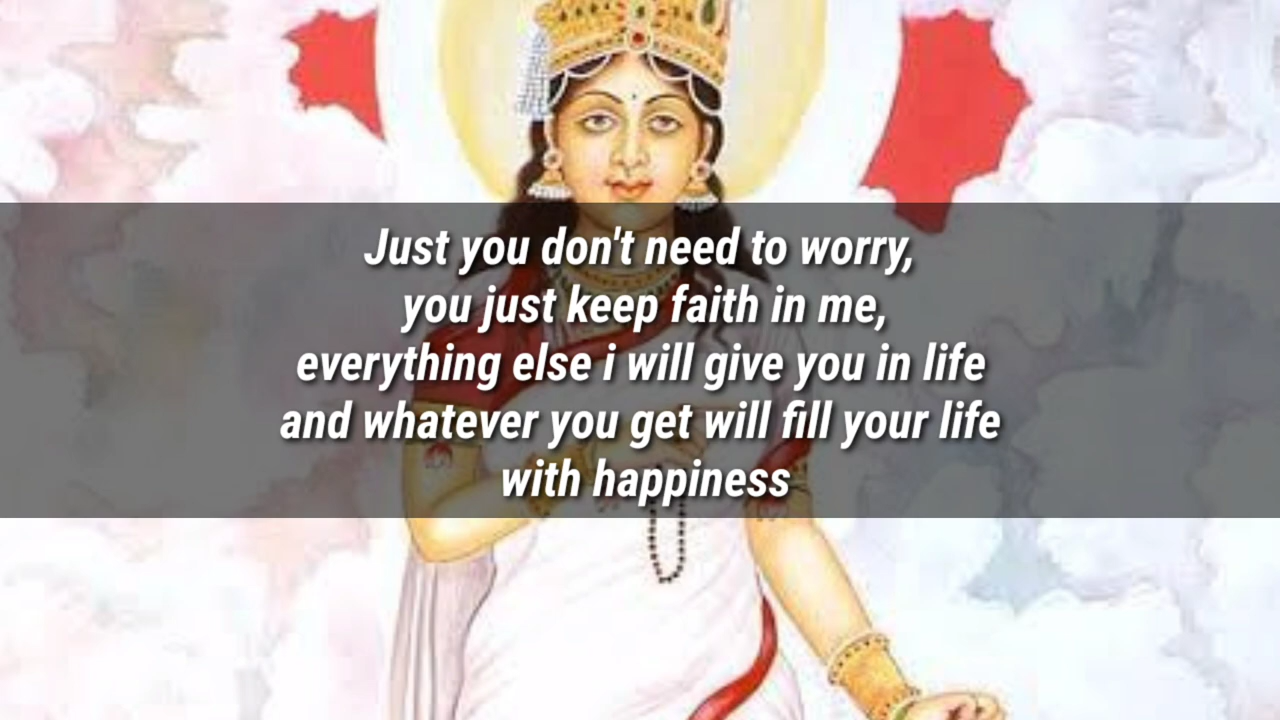 Just you don't need to worry,
you just keep faith in me,
everything else i will give you in life
and whatever you get will fill your life
with happiness